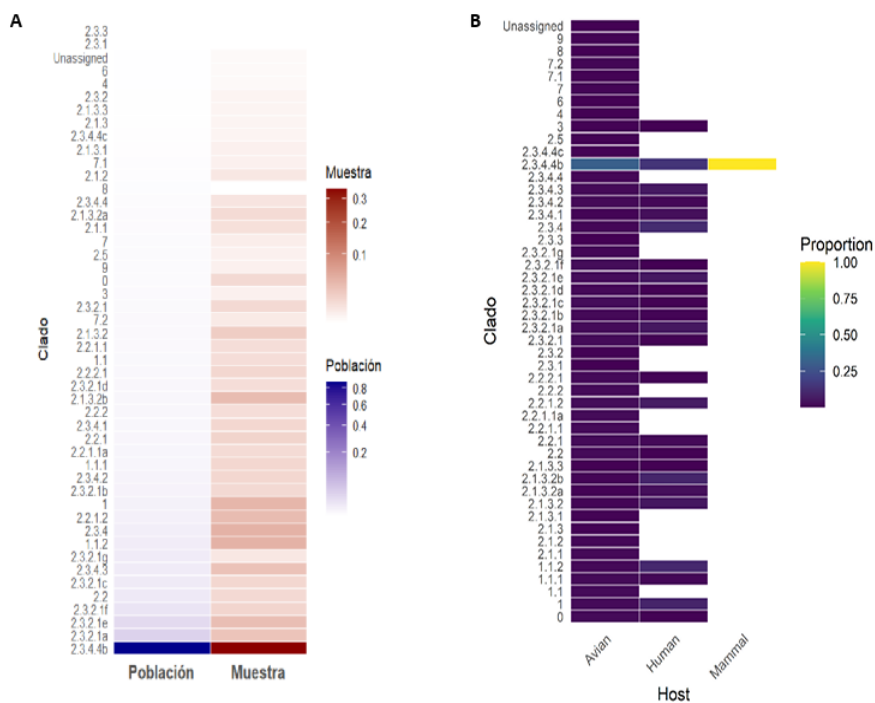 A
2.3.3
2.3.1
Unassigned
6
4
2.3.2
2.1.3.3
2.1.3
2.3.4.4c
2.1.3.1
7.1
2.1.2
8
2.3.4.4
2.1.3.2a
2.1.1
7
2.5
9
0
3
2.3.2.1
7.2
2.1.3.2
2.2.1.1
1.1
2.2.2.1
2.3.2.1d
2.1.3.2b
2.2.2
2.3.4.1
2.2.1
2.2.1.1a
1.1.1
2.3.4.2
2.3.2.1b
1
2.2.1.2
2.3.4
1.1.2
2.3.2.1g
2.3.4.3
2.3.2.1c
2.2
2.3.2.1f
2.3.2.1e
2.3.2.1a
2.3.4.4b
Clado
Población
Muestra
Muestra
0.3
0.2
0.1
Población
0.8
0.6
0.4
0.2
B
Unassigned
9
8
7.2
7.1
7
6
4
3
2.5
2.3.4.4c
2.3.4.4b
2.3.4.4
2.3.4.3
2.3.4.2
2.3.4.1
2.3.4
2.3.3
2.3.2.1g
2.3.2.1f
2.3.2.1e
2.3.2.1d
2.3.2.1c
2.3.2.1b
2.3.2.1a
2.3.2.1
2.3.2
2.3.1
2.2.2.1
2.2.2
2.2.1.2
2.2.1.1a
2.2.1.1
2.2.1
2.2
2.1.3.3
2.1.3.2b
2.1.3.2a
2.1.3.2
2.1.3.1
2.1.3
2.1.2
2.1.1
1.1.2
1.1.1
1.1
1
0
Clado
Avian
Human
Mammal
Host
Proportion
1.00
0.75
0.50
0.25